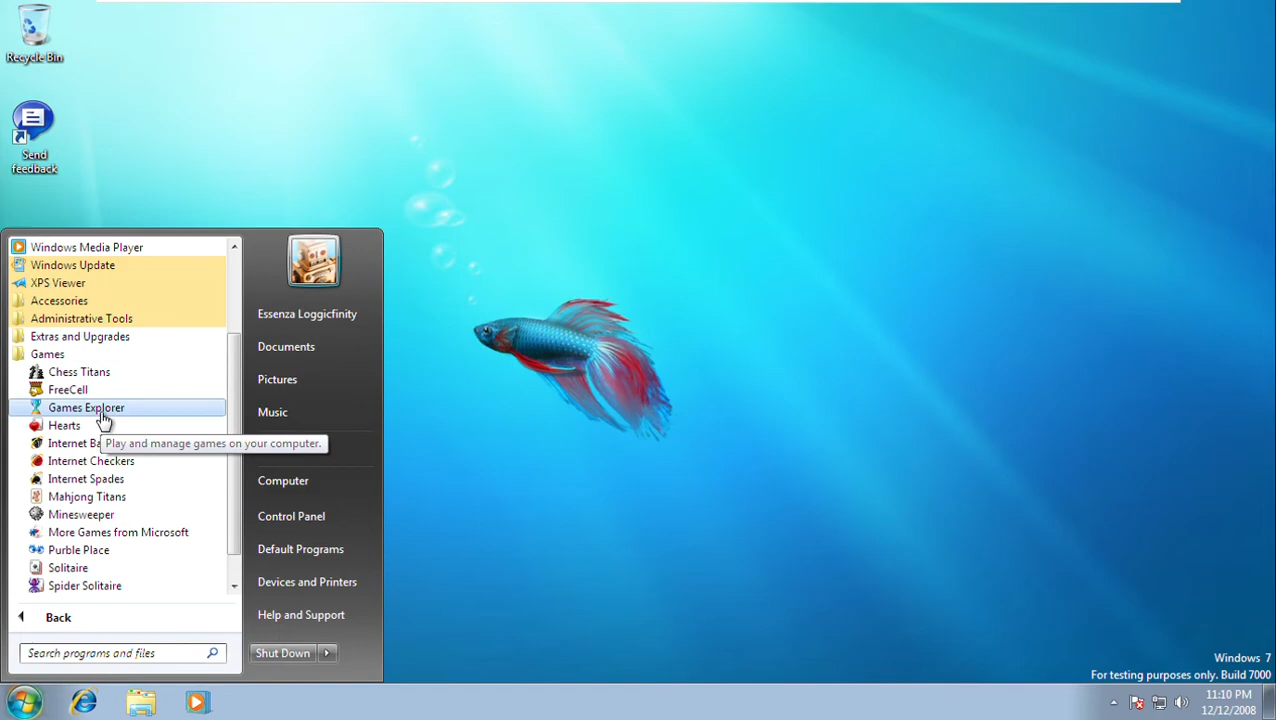 Recycle Bin
Send
feedback
Windows Media Player
Windows Update
XPS Viewer
Accessories
Administrative Tools
Extras and Upgrades
Games
Chess Titans
FreeCell
Games Explorer
Hearts
Internet Ba
Play and manage games on your computer.
Internet Checkers
Internet Spades
Mahjong Titans
Minesweeper
More Games from Microsoft
Purble Place
Solitaire
Spider Solitaire
Back
Search programs and files
Essenza Loggicfinity
Documents
Pictures
Music
Computer
Control Panel
Default Programs
Devices and Printers
Help and Support
Shut Down
Windows 7
For testing purposes only. Build 7000
11:10 PM
12/12/2008